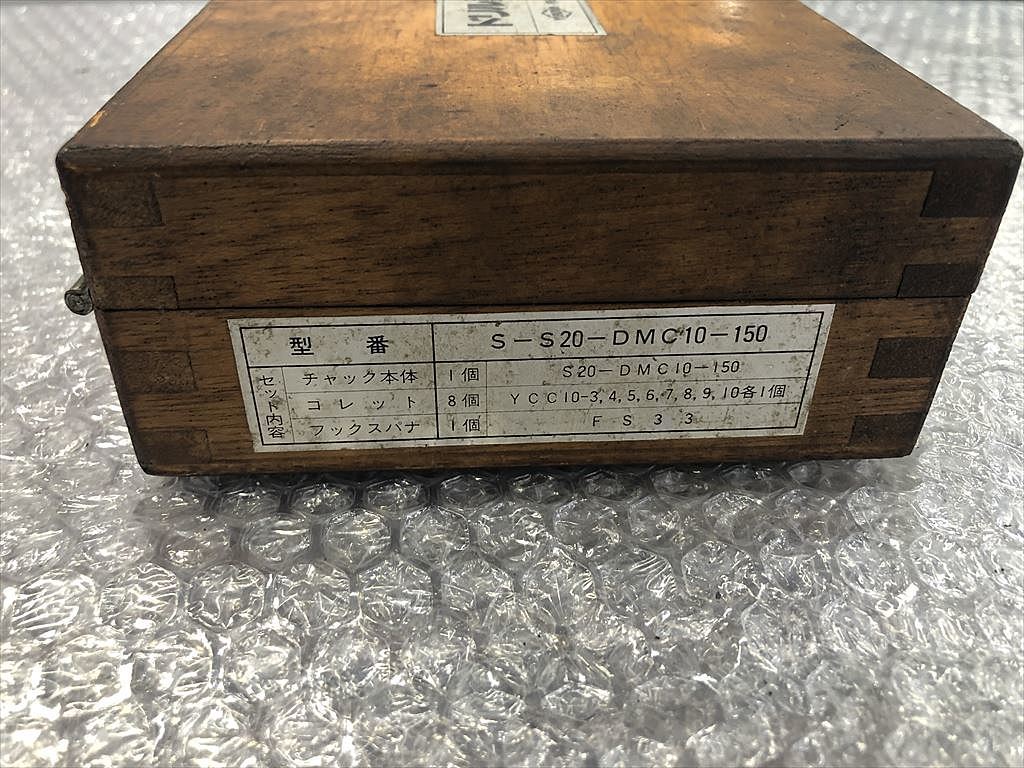 型番 S-S20-DMC10-150
セット内容
チャック本体 1個 S20-DMC10-150
コレット 8個 YCC10-3,4,5,6,7,8,9,10各1個
フックスパナ 1個 FS33